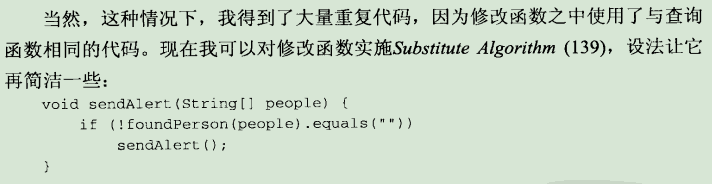 当然，这种情况下，我得到了大量重复代码，因为修改函数之中使用了与查询
函数相同的代码。现在我可以对修改函数实施Substitute Algorithm (139)，设法让它
再简洁一些：
void sendAlert(String[] people) {
if (!foundPerson(people).equals(""))
sendAlert();
}